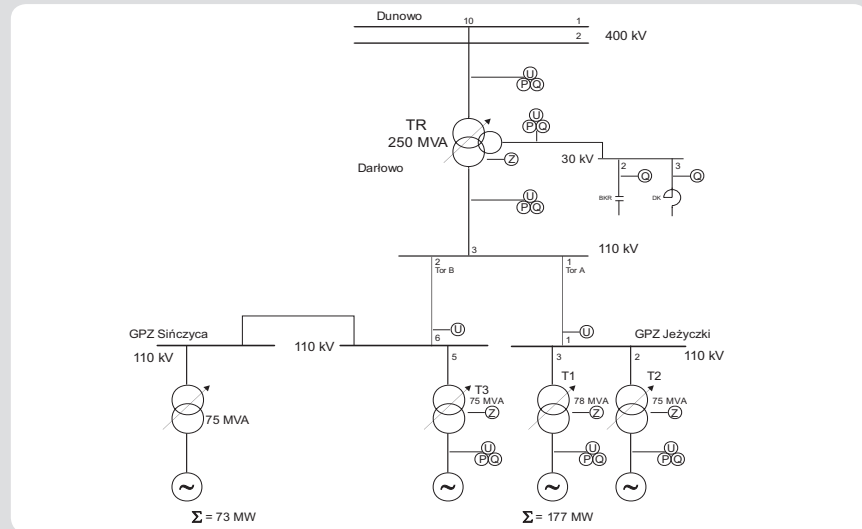 Dunowo
10
1
2
400 kV
U
P Q
TR
250 MVA
U
P Q
Z
Darłowo
30 kV
2
3
Q
Q
BKR
DK
U
P Q
3
110 kV
2
Tor B
1
Tor A
U
U
GPZ Sińczyca
6
1
GPZ Jeżyczki
110 kV
110 kV
5
3
2
110 kV
T3
T1
T2
75 MVA
78 MVA
75 MVA
Z
Z
Z
75 MVA
U
P Q
U
P Q
U
P Q
~
~
~
~
Σ = 73 MW
Σ = 177 MW